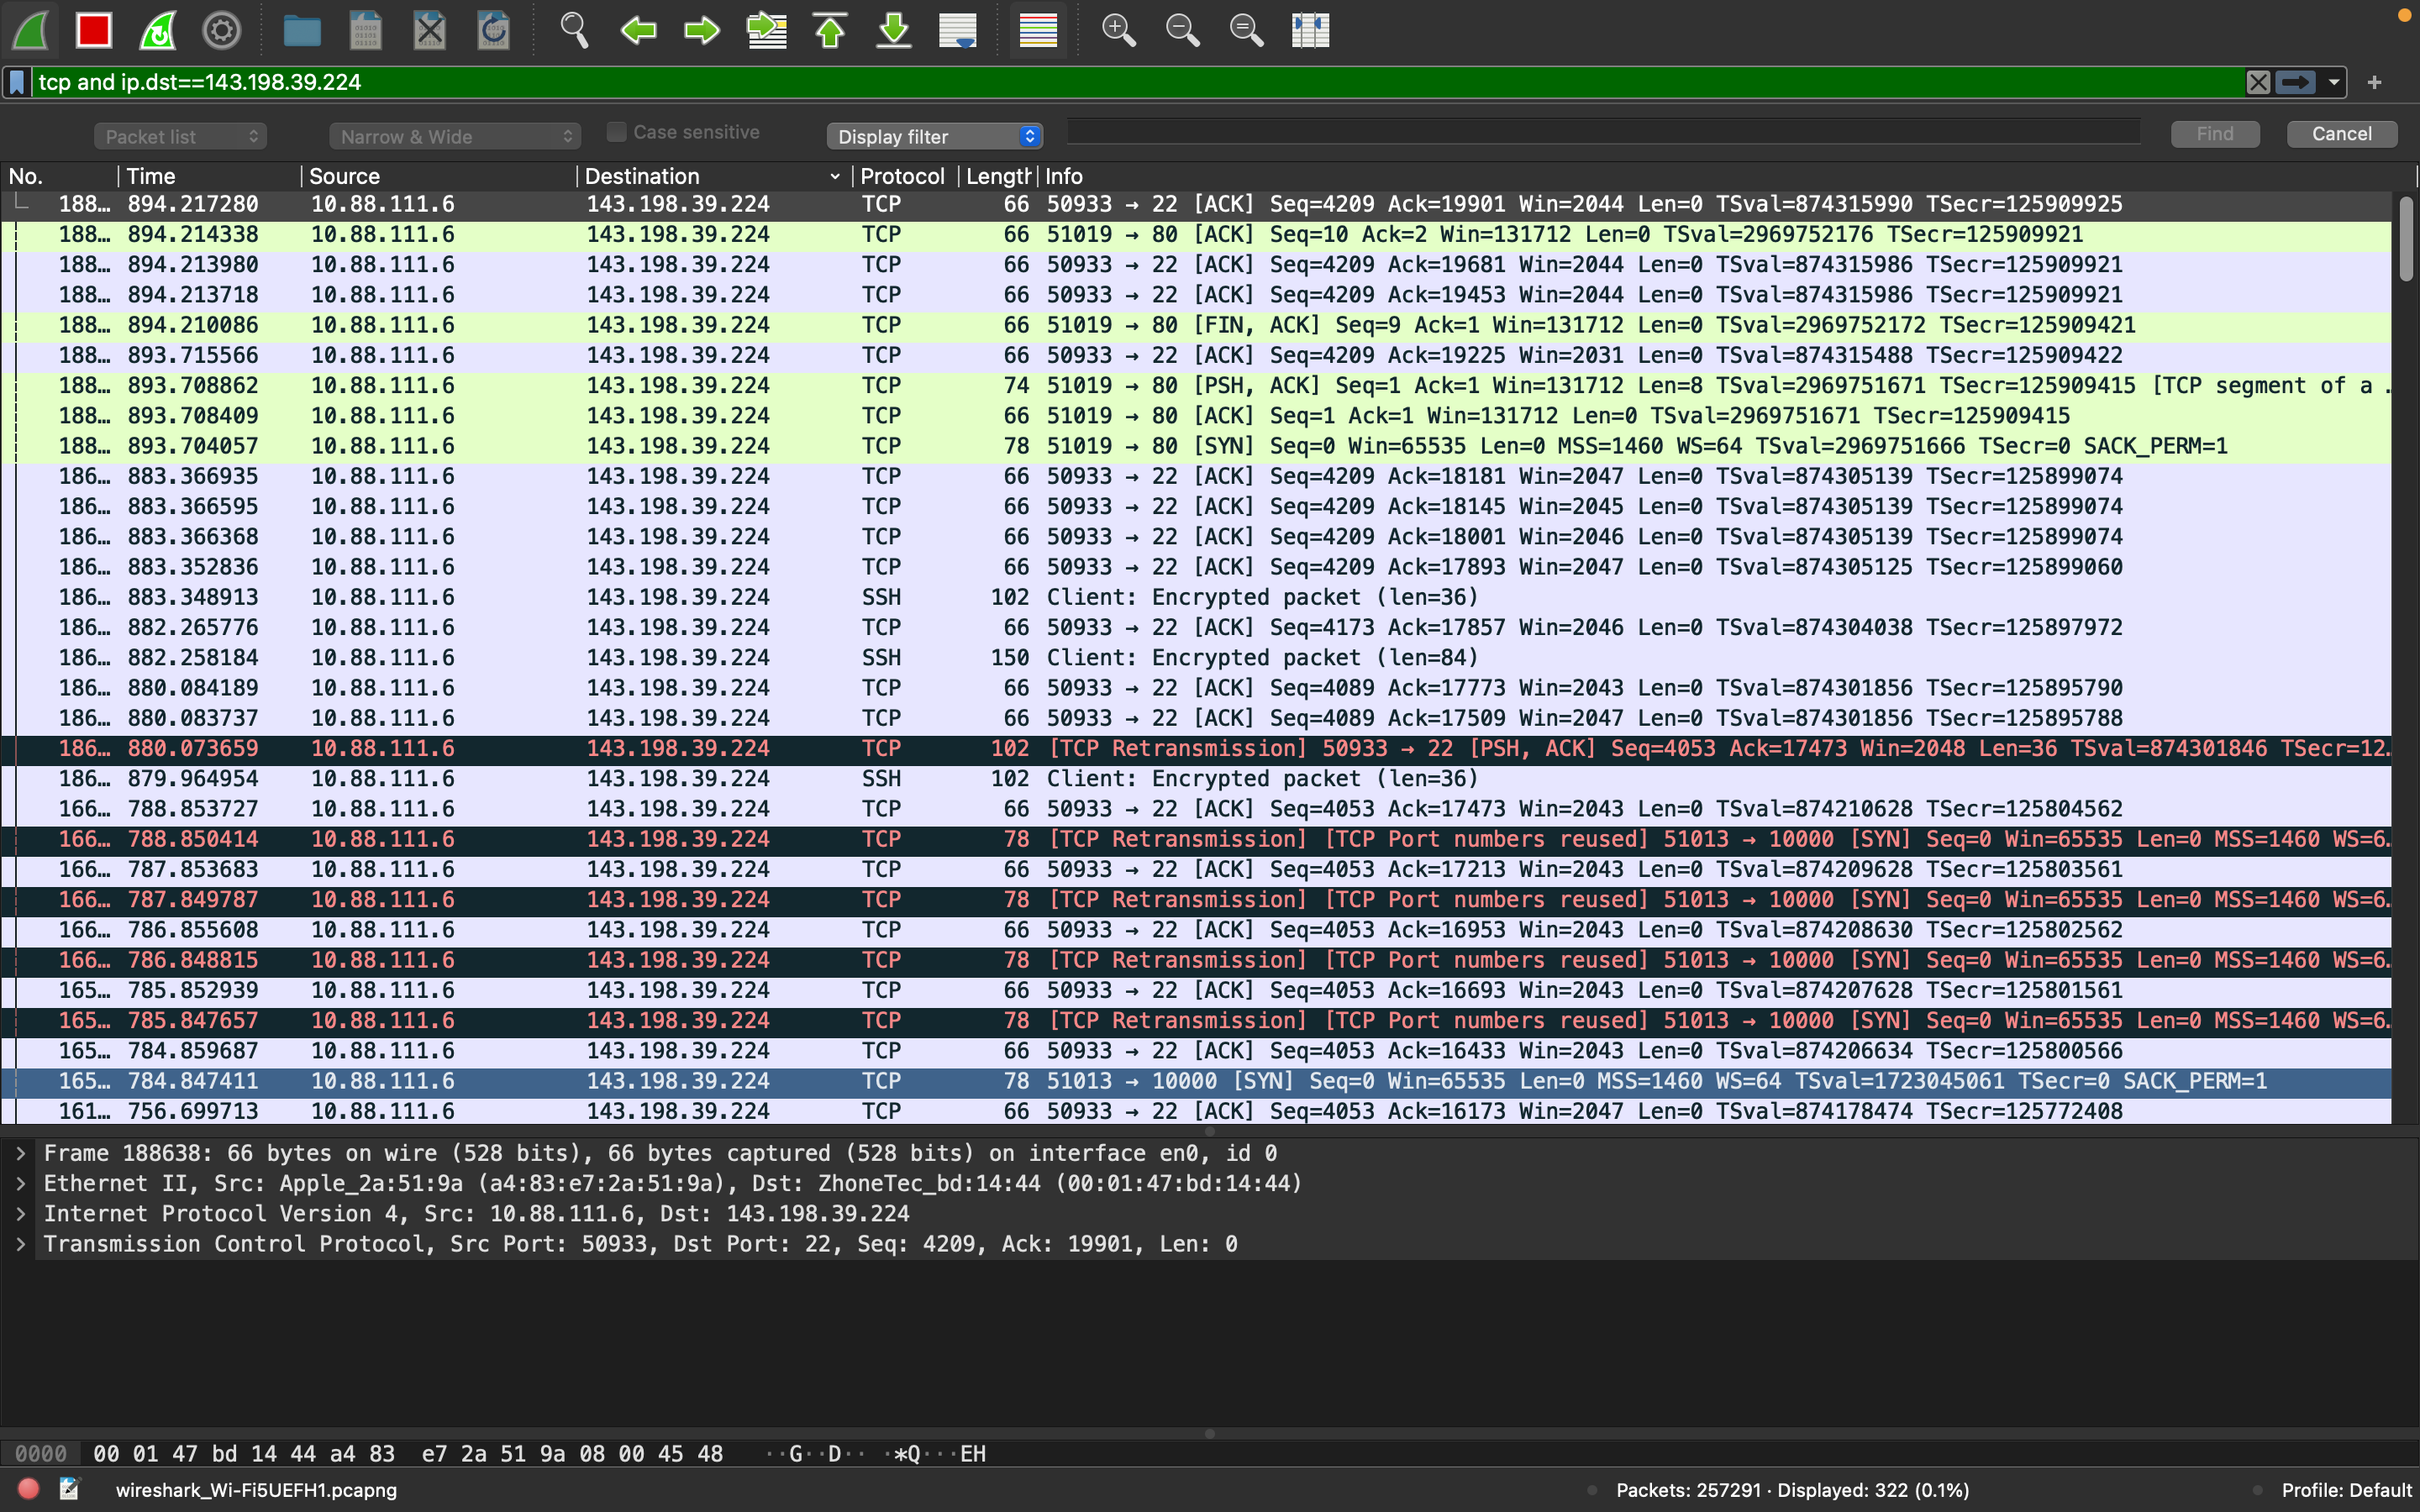 tcp and ip.dst==143.198.39.224
Packet list Narrow & Wide Case sensitive Display filter Find Cancel
No. Time Source Destination Protocol Length Info
188… 894.217280 10.88.111.6 143.198.39.224 TCP 66 50933 → 22 [ACK] Seq=4209 Ack=19901 Win=2044 Len=0 TSval=874315990 TSecr=125909925
188… 894.214338 10.88.111.6 143.198.39.224 TCP 66 51019 → 80 [ACK] Seq=10 Ack=2 Win=131712 Len=0 TSval=2969752176 TSecr=125909921
188… 894.213980 10.88.111.6 143.198.39.224 TCP 66 50933 → 22 [ACK] Seq=4209 Ack=19681 Win=2044 Len=0 TSval=874315986 TSecr=125909921
188… 894.213718 10.88.111.6 143.198.39.224 TCP 66 50933 → 22 [ACK] Seq=4209 Ack=19453 Win=2044 Len=0 TSval=874315986 TSecr=125909921
188… 894.210086 10.88.111.6 143.198.39.224 TCP 66 51019 → 80 [FIN, ACK] Seq=9 Ack=1 Win=131712 Len=0 TSval=2969752172 TSecr=125909421
188… 893.715566 10.88.111.6 143.198.39.224 TCP 66 50933 → 22 [ACK] Seq=4209 Ack=19225 Win=2031 Len=0 TSval=874315488 TSecr=125909422
188… 893.708862 10.88.111.6 143.198.39.224 TCP 74 51019 → 80 [PSH, ACK] Seq=1 Ack=1 Win=131712 Len=8 TSval=2969751671 TSecr=125909415 [TCP segment of a …
188… 893.708409 10.88.111.6 143.198.39.224 TCP 66 51019 → 80 [ACK] Seq=1 Ack=1 Win=131712 Len=0 TSval=2969751671 TSecr=125909415
188… 893.704057 10.88.111.6 143.198.39.224 TCP 78 51019 → 80 [SYN] Seq=0 Win=65535 Len=0 MSS=1460 WS=64 TSval=2969751666 TSecr=0 SACK_PERM=1
186… 883.366935 10.88.111.6 143.198.39.224 TCP 66 50933 → 22 [ACK] Seq=4209 Ack=18181 Win=2047 Len=0 TSval=874305139 TSecr=125899074
186… 883.366595 10.88.111.6 143.198.39.224 TCP 66 50933 → 22 [ACK] Seq=4209 Ack=18145 Win=2045 Len=0 TSval=874305139 TSecr=125899074
186… 883.366368 10.88.111.6 143.198.39.224 TCP 66 50933 → 22 [ACK] Seq=4209 Ack=18001 Win=2046 Len=0 TSval=874305139 TSecr=125899074
186… 883.352836 10.88.111.6 143.198.39.224 TCP 66 50933 → 22 [ACK] Seq=4209 Ack=17893 Win=2047 Len=0 TSval=874305125 TSecr=125899060
186… 883.348913 10.88.111.6 143.198.39.224 SSH 102 Client: Encrypted packet (len=36)
186… 882.265776 10.88.111.6 143.198.39.224 TCP 66 50933 → 22 [ACK] Seq=4173 Ack=17857 Win=2046 Len=0 TSval=874304038 TSecr=125897972
186… 882.258184 10.88.111.6 143.198.39.224 SSH 150 Client: Encrypted packet (len=84)
186… 880.084189 10.88.111.6 143.198.39.224 TCP 66 50933 → 22 [ACK] Seq=4089 Ack=17773 Win=2043 Len=0 TSval=874301856 TSecr=125895790
186… 880.083737 10.88.111.6 143.198.39.224 TCP 66 50933 → 22 [ACK] Seq=4089 Ack=17509 Win=2047 Len=0 TSval=874301856 TSecr=125895788
186… 880.073659 10.88.111.6 143.198.39.224 TCP 102 [TCP Retransmission] 50933 → 22 [PSH, ACK] Seq=4053 Ack=17473 Win=2048 Len=36 TSval=874301846 TSecr=12…
186… 879.964954 10.88.111.6 143.198.39.224 SSH 102 Client: Encrypted packet (len=36)
166… 788.853727 10.88.111.6 143.198.39.224 TCP 66 50933 → 22 [ACK] Seq=4053 Ack=17473 Win=2043 Len=0 TSval=874210628 TSecr=125804562
166… 788.850414 10.88.111.6 143.198.39.224 TCP 78 [TCP Retransmission] [TCP Port numbers reused] 51013 → 10000 [SYN] Seq=0 Win=65535 Len=0 MSS=1460 WS=6…
166… 787.853683 10.88.111.6 143.198.39.224 TCP 66 50933 → 22 [ACK] Seq=4053 Ack=17213 Win=2043 Len=0 TSval=874209628 TSecr=125803561
166… 787.849787 10.88.111.6 143.198.39.224 TCP 78 [TCP Retransmission] [TCP Port numbers reused] 51013 → 10000 [SYN] Seq=0 Win=65535 Len=0 MSS=1460 WS=6…
166… 786.855608 10.88.111.6 143.198.39.224 TCP 66 50933 → 22 [ACK] Seq=4053 Ack=16953 Win=2043 Len=0 TSval=874208630 TSecr=125802562
166… 786.848815 10.88.111.6 143.198.39.224 TCP 78 [TCP Retransmission] [TCP Port numbers reused] 51013 → 10000 [SYN] Seq=0 Win=65535 Len=0 MSS=1460 WS=6…
165… 785.852939 10.88.111.6 143.198.39.224 TCP 66 50933 → 22 [ACK] Seq=4053 Ack=16693 Win=2043 Len=0 TSval=874207628 TSecr=125801561
165… 785.847657 10.88.111.6 143.198.39.224 TCP 78 [TCP Retransmission] [TCP Port numbers reused] 51013 → 10000 [SYN] Seq=0 Win=65535 Len=0 MSS=1460 WS=6…
165… 784.859687 10.88.111.6 143.198.39.224 TCP 66 50933 → 22 [ACK] Seq=4053 Ack=16433 Win=2043 Len=0 TSval=874206634 TSecr=125800566
165… 784.847411 10.88.111.6 143.198.39.224 TCP 78 51013 → 10000 [SYN] Seq=0 Win=65535 Len=0 MSS=1460 WS=64 TSval=1723045061 TSecr=0 SACK_PERM=1
161… 756.699713 10.88.111.6 143.198.39.224 TCP 66 50933 → 22 [ACK] Seq=4053 Ack=16173 Win=2047 Len=0 TSval=874178474 TSecr=125772408
Frame 188638: 66 bytes on wire (528 bits), 66 bytes captured (528 bits) on interface en0, id 0
Ethernet II, Src: Apple_2a:51:9a (a4:83:e7:2a:51:9a), Dst: ZhoneTec_bd:14:44 (00:01:47:bd:14:44)
Internet Protocol Version 4, Src: 10.88.111.6, Dst: 143.198.39.224
Transmission Control Protocol, Src Port: 50933, Dst Port: 22, Seq: 4209, Ack: 19901, Len: 0
0000 00 01 47 bd 14 44 a4 83 e7 2a 51 9a 08 00 45 48 ··G··D·· ·*Q···EH
wireshark_Wi-Fi5UEFH1.pcapng Packets: 257291 · Displayed: 322 (0.1%) Profile: Default